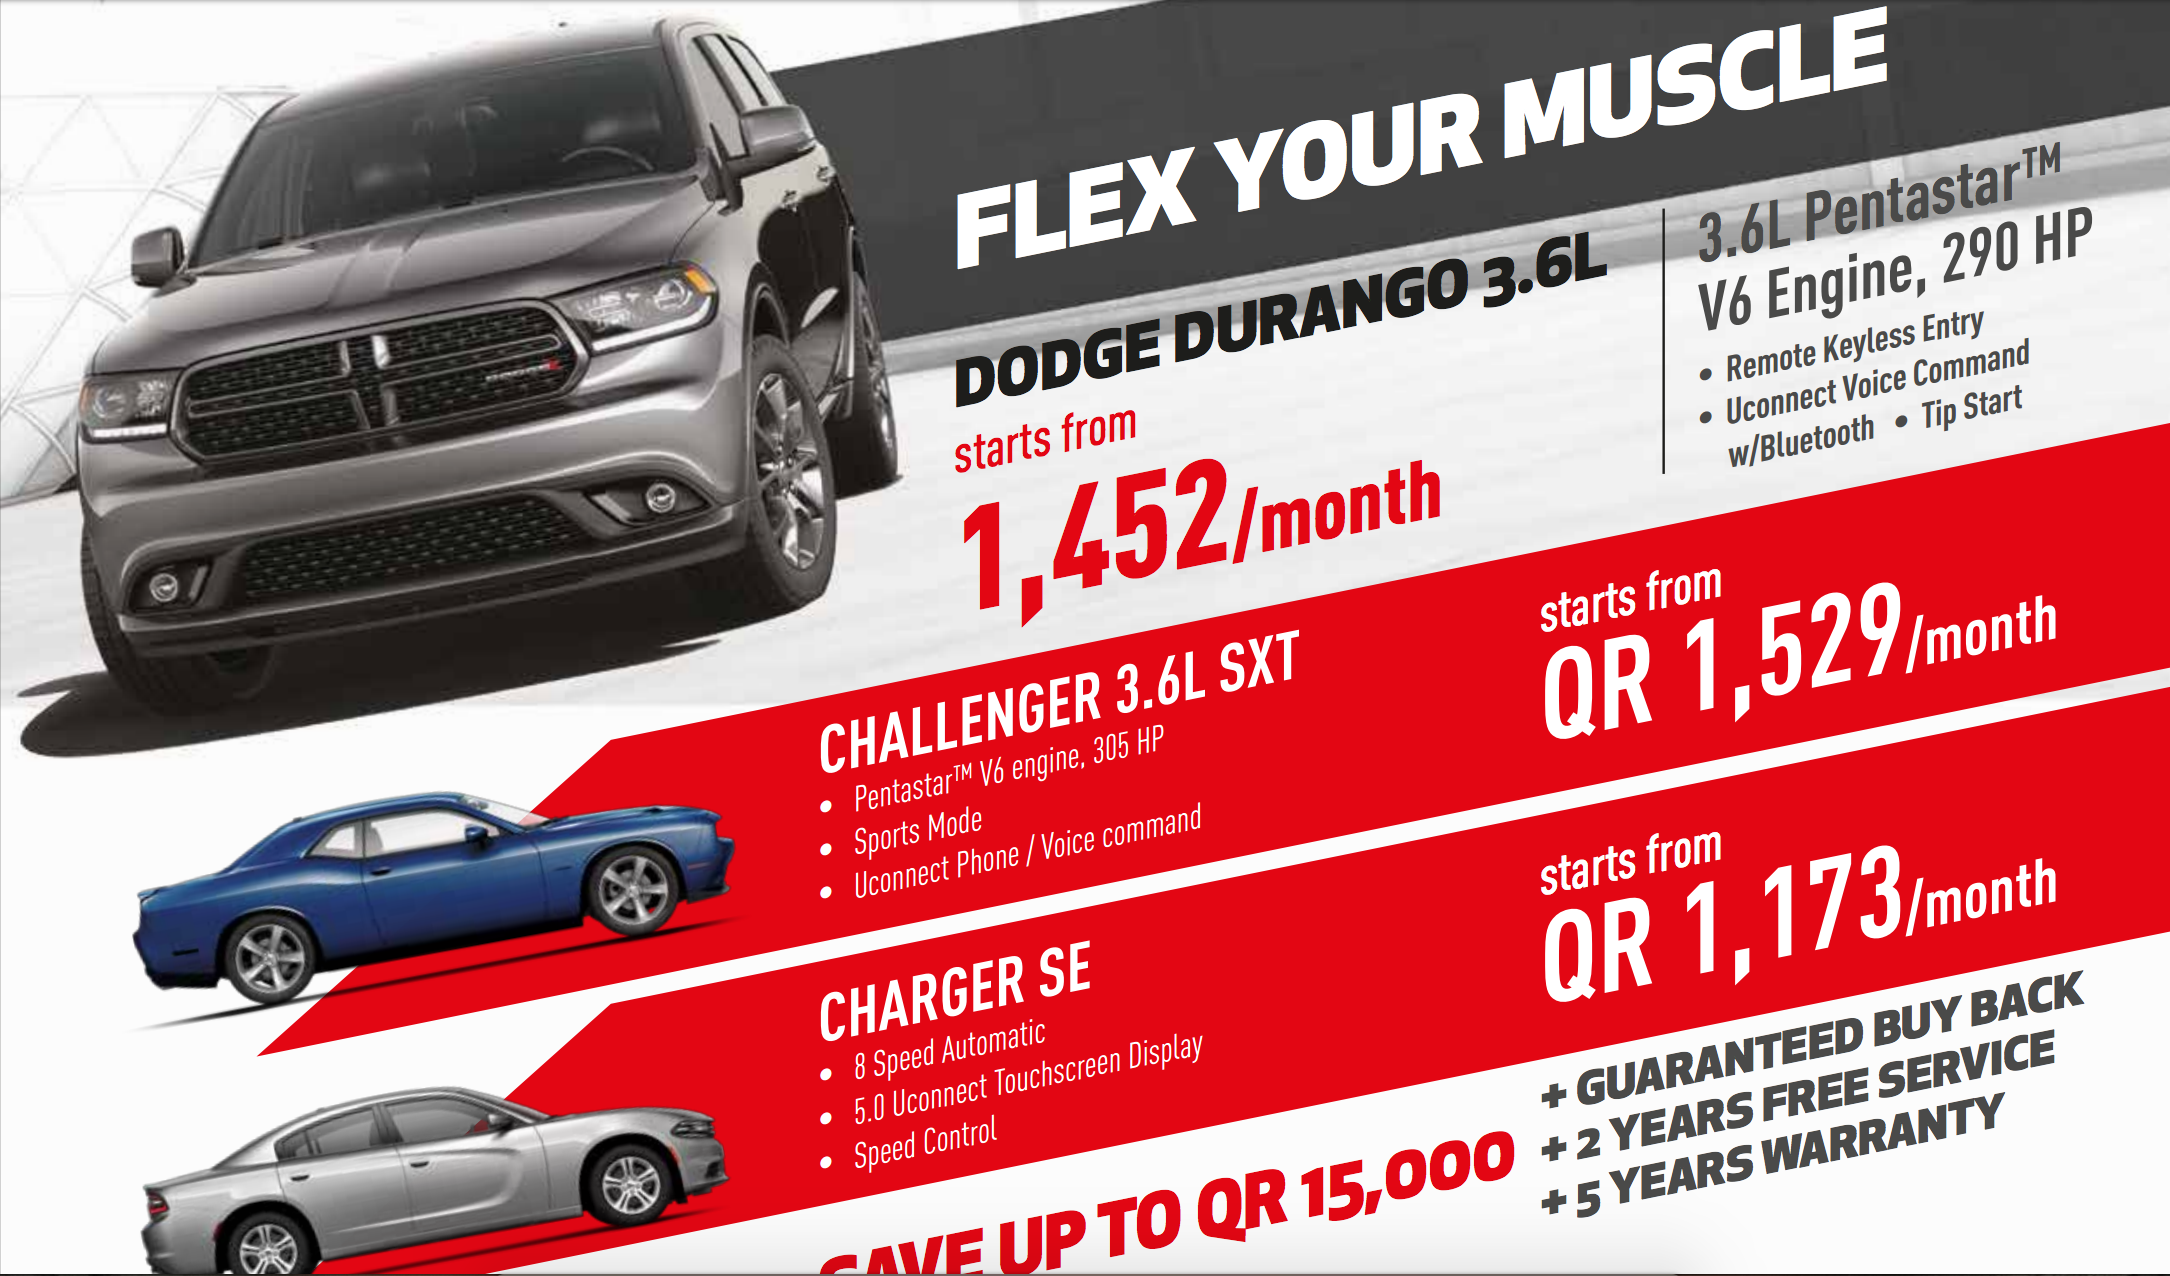 FLEX YOUR MUSCLE
DODGE DURANGO 3.6L
starts from
1,452/month
3.6L Pentastar™
V6 Engine, 290 HP
• Remote Keyless Entry
• Uconnect Voice Command
w/Bluetooth • Tip Start
CHALLENGER 3.6L SXT
• Pentastar™ V6 engine, 305 HP
• Sports Mode
• Uconnect Phone / Voice command
starts from
QR 1,529/month
CHARGER SE
• 8 Speed Automatic
• 5.0 Uconnect Touchscreen Display
• Speed Control
starts from
QR 1,173/month
SAVE UP TO QR 15,000
+ GUARANTEED BUY BACK
+ 2 YEARS FREE SERVICE
+ 5 YEARS WARRANTY
DODGE